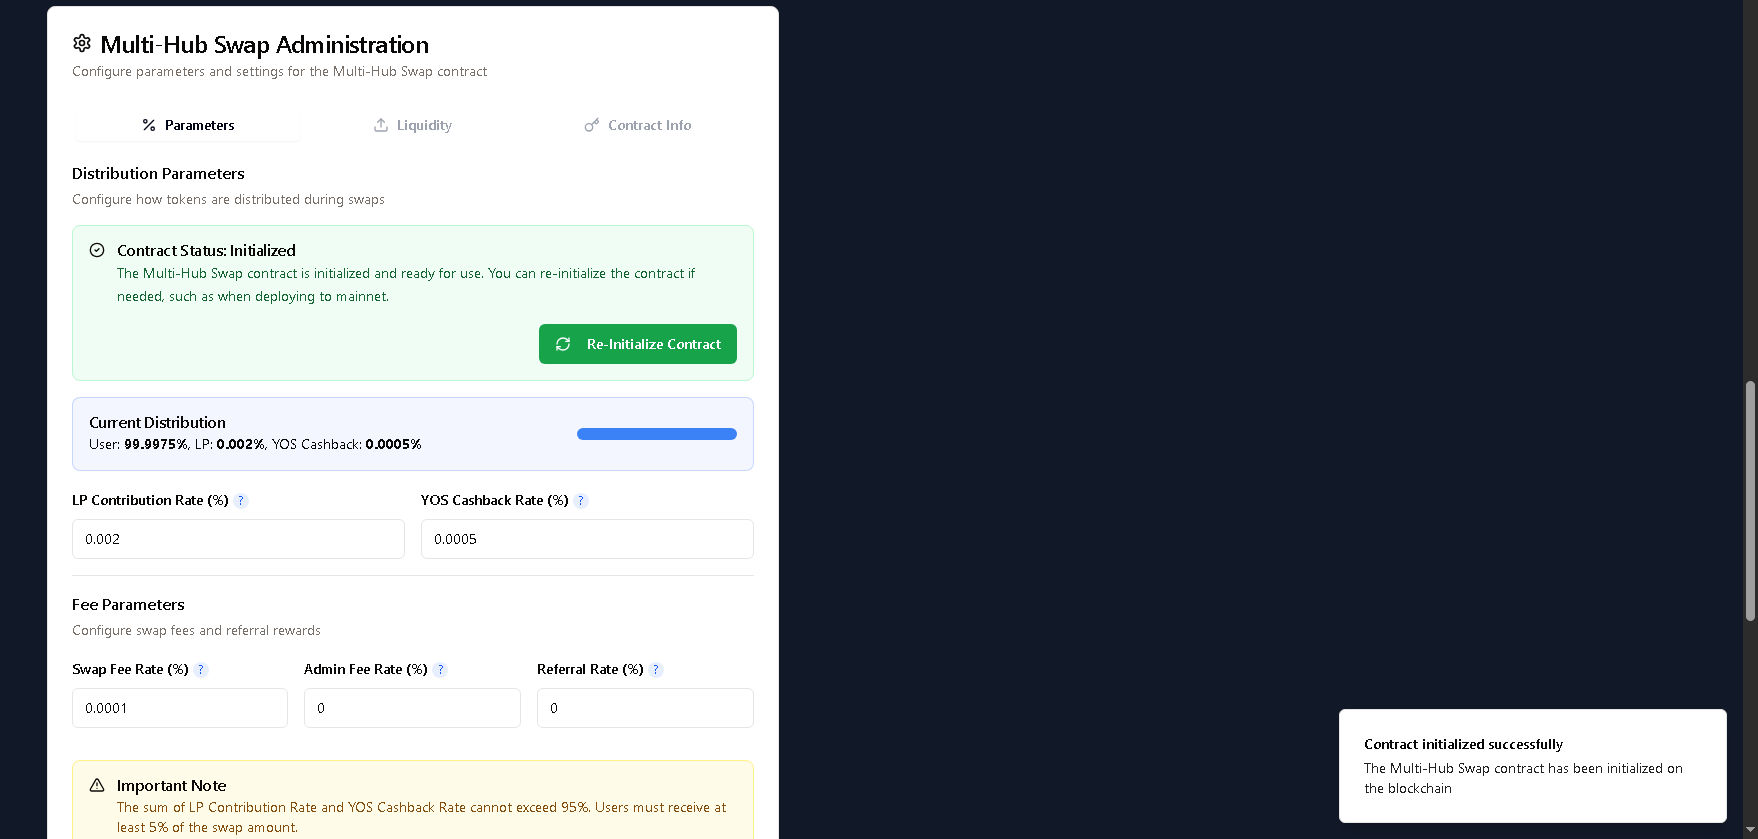 Multi-Hub Swap Administration
Configure parameters and settings for the Multi-Hub Swap contract
Parameters
Liquidity
Contract Info
Distribution Parameters
Configure how tokens are distributed during swaps
Contract Status: Initialized
The Multi-Hub Swap contract is initialized and ready for use. You can re-initialize the contract if
needed, such as when deploying to mainnet.
Re-Initialize Contract
Current Distribution
User: 99.9975%, LP: 0.002%, YOS Cashback: 0.0005%
LP Contribution Rate (%) ?
YOS Cashback Rate (%) ?
0.002
0.0005
Fee Parameters
Configure swap fees and referral rewards
Swap Fee Rate (%) ?
Admin Fee Rate (%) ?
Referral Rate (%) ?
0.0001
0
0
Important Note
The sum of LP Contribution Rate and YOS Cashback Rate cannot exceed 95%. Users must receive at
least 5% of the swap amount.
Contract initialized successfully
The Multi-Hub Swap contract has been initialized on
the blockchain